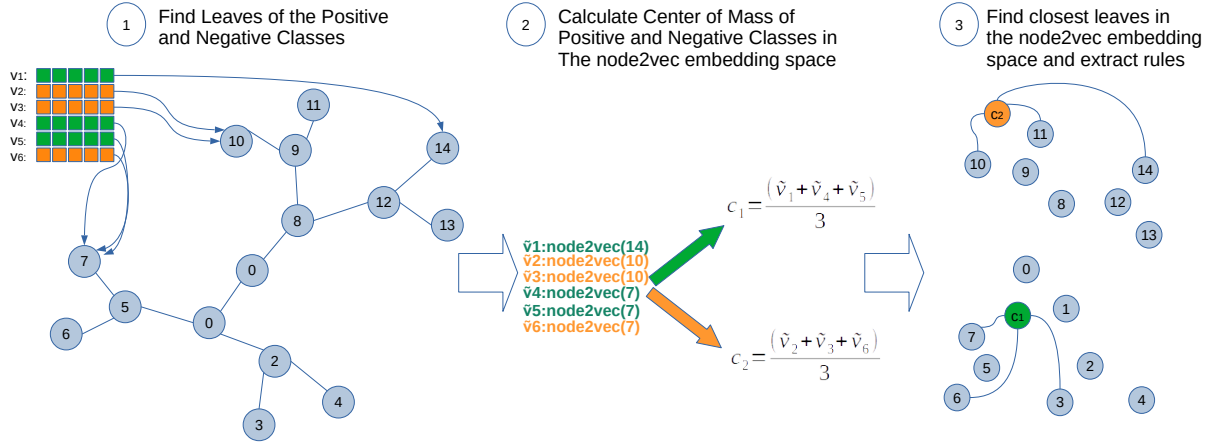 1
Find Leaves of the Positive
and Negative Classes
v1:
v2:
v3:
v4:
v5:
v6:
11
10
9
14
12
13
8
7
0
5
0
6
2
4
3
2
Calculate Center of Mass of
Positive and Negative Classes in
The node2vec embedding space
ṽ1:node2vec(14)
ṽ2:node2vec(10)
ṽ3:node2vec(10)
ṽ4:node2vec(7)
ṽ5:node2vec(7)
ṽ6:node2vec(7)
c₁=(ṽ₁+ṽ₄+ṽ₅)/3
c₂=(ṽ₂+ṽ₃+ṽ₆)/3
3
Find closest leaves in
the node2vec embedding
space and extract rules
c2
11
10
9
14
8
12
13
0
1
c1
7
5
2
6
3
4